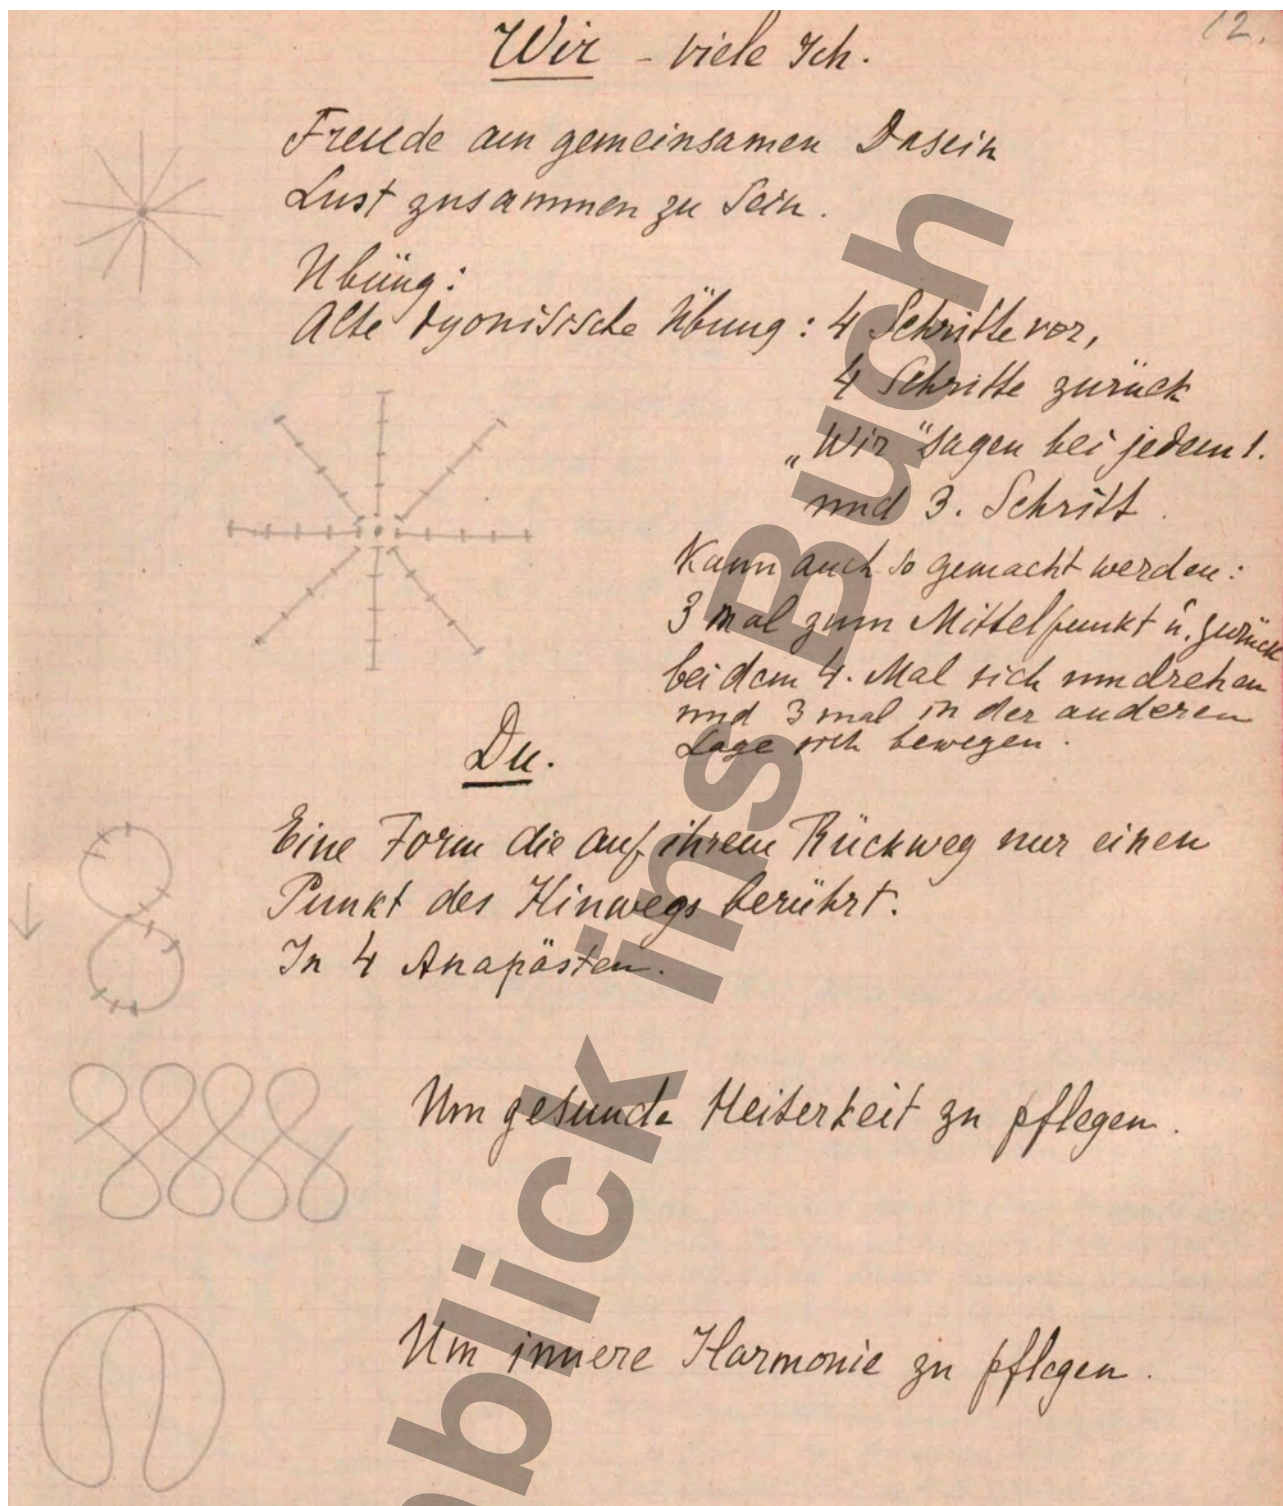 12.
Wir - viele Ich.
Freude am gemeinsamen Dasein
Lust zusammen zu Sein.
Übüng:
Alte dyonisische Übung: 4 Schritte vor,
4 Schritte zurück
„Wir“ sagen bei jedem 1.
und 3. Schritt.
Kann auch so gemacht werden:
3 mal zum Mittelpunkt u. zurück
bei dem 4. Mal sich umdrehen
und 3 mal in der anderen
Lage sich bewegen.
Du.
Eine Form die auf ihrem Rückweg nur einen
Punkt des Hinwegs berührt.
In 4 Anapästen.
Um gesunde Heiterkeit zu pflegen.
Um innere Harmonie zu pflegen.
blick ins Buch